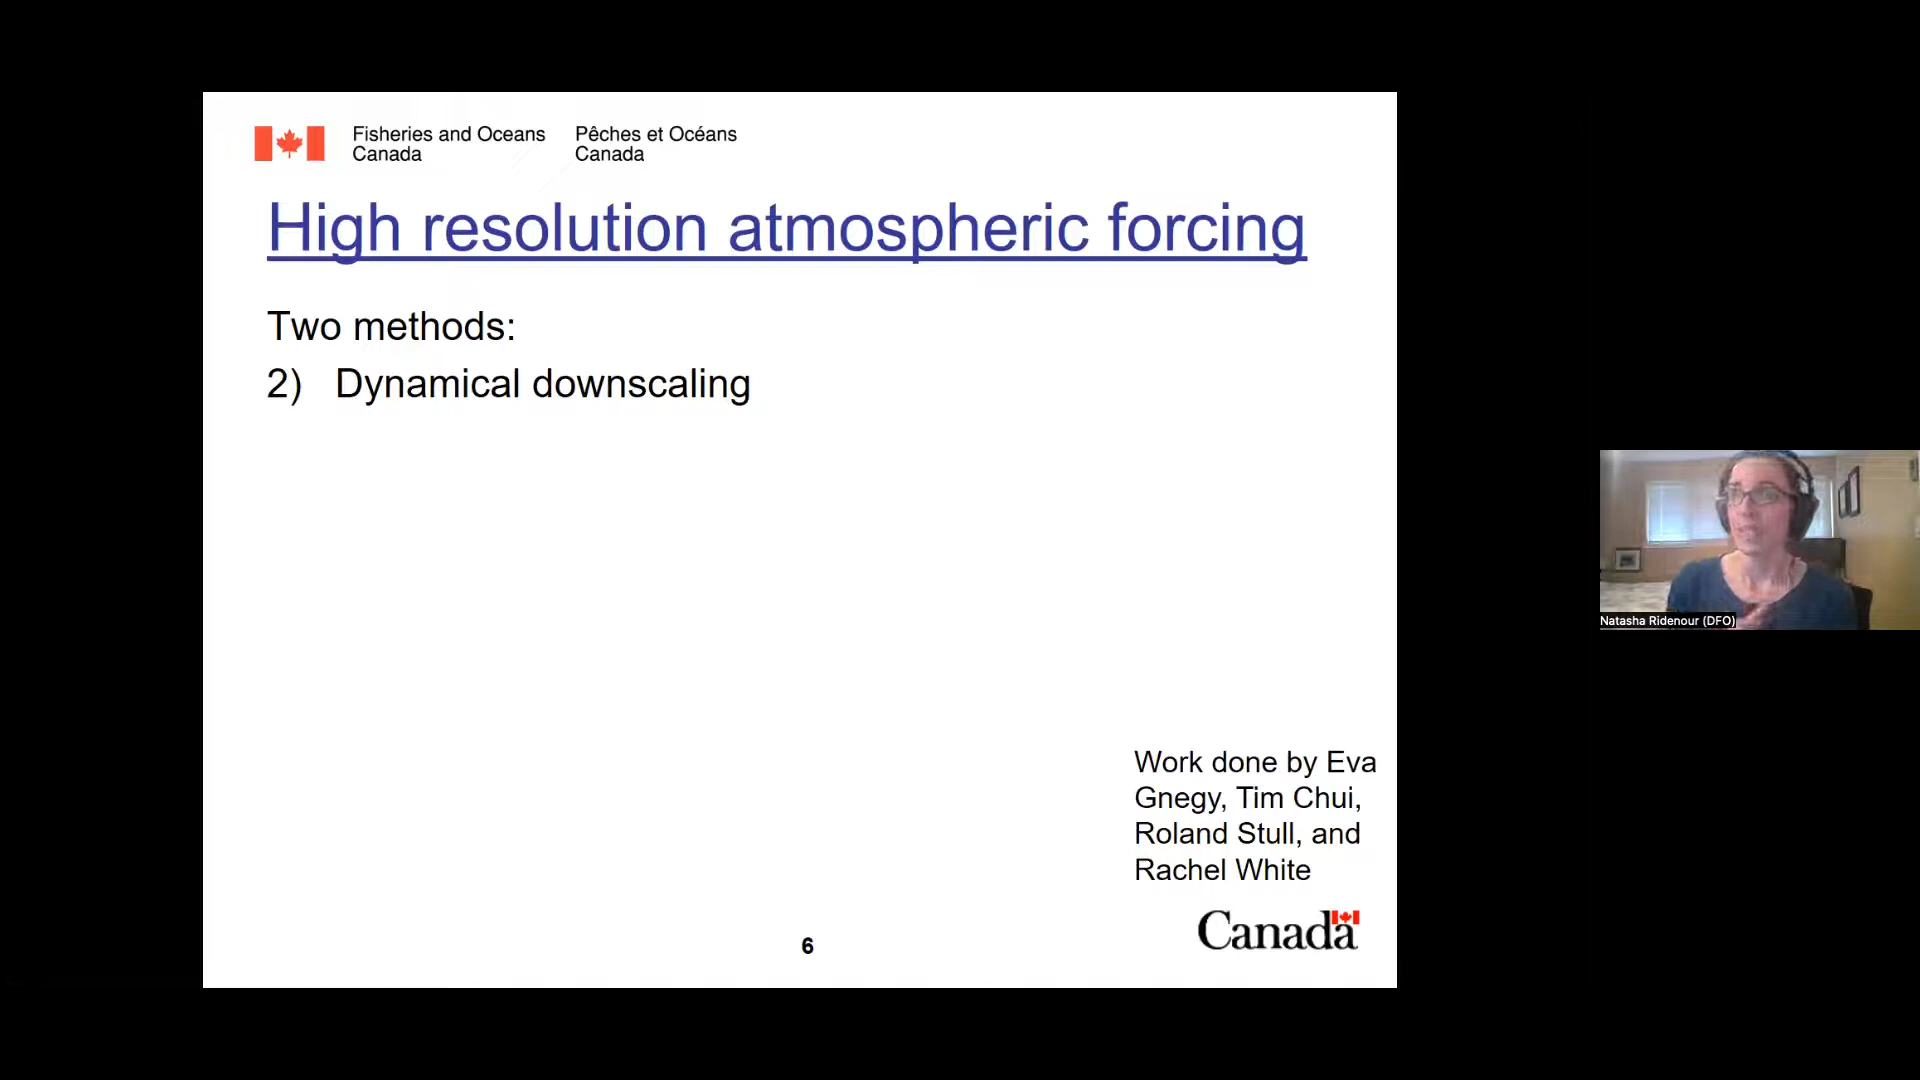 Fisheries and Oceans
Canada
Pêches et Océans
Canada
High resolution atmospheric forcing
Two methods:
2) Dynamical downscaling
Work done by Eva
Gnegy, Tim Chui,
Roland Stull, and
Rachel White
Canada
6
Natasha Ridenour (DFO)